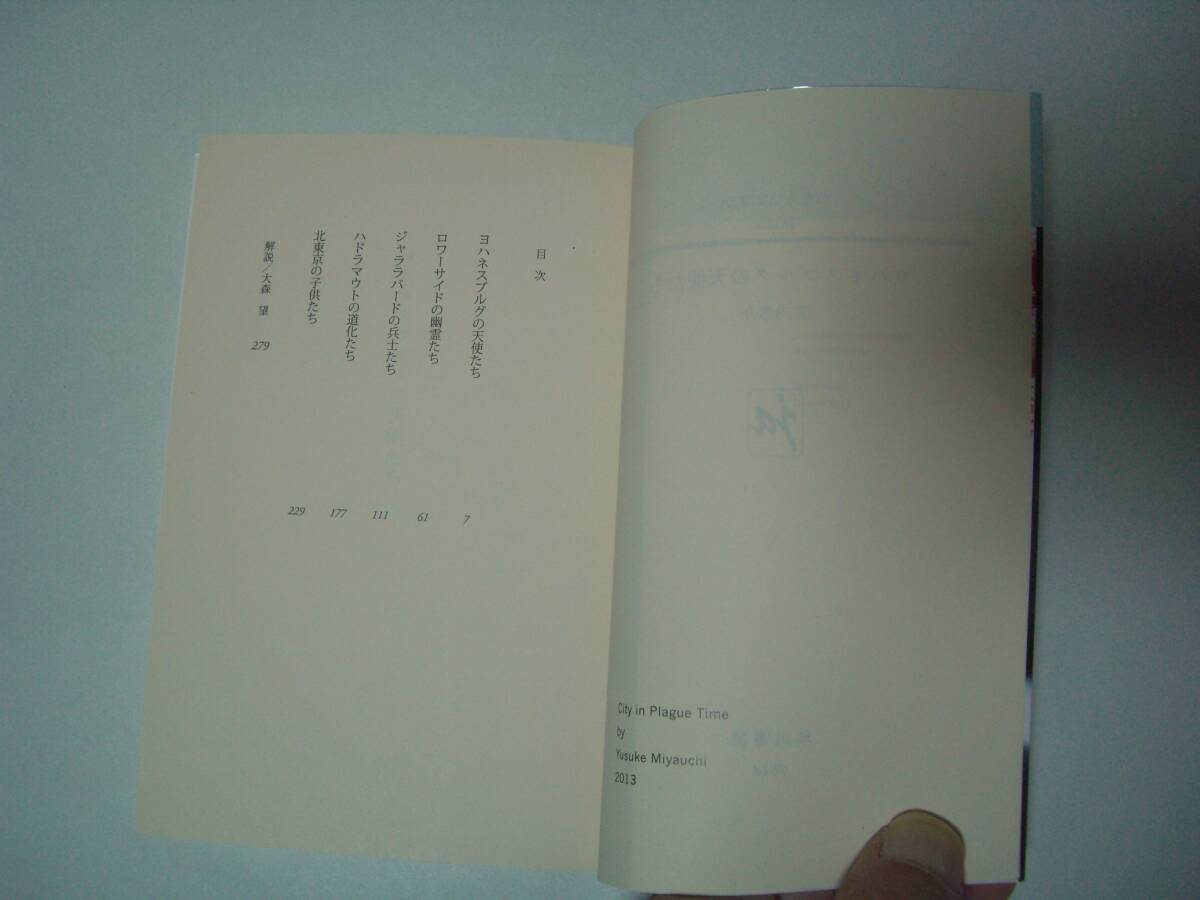 City in Plague Time
by
Yusuke Miyauchi
2013
目次
ヨハネスブルグの天使たち 7
ロワーサイドの幽霊たち 61
ジャララバードの兵士たち 111
ハドラマウトの道化たち 177
北東京の子供たち 229
解説／大森 望 279